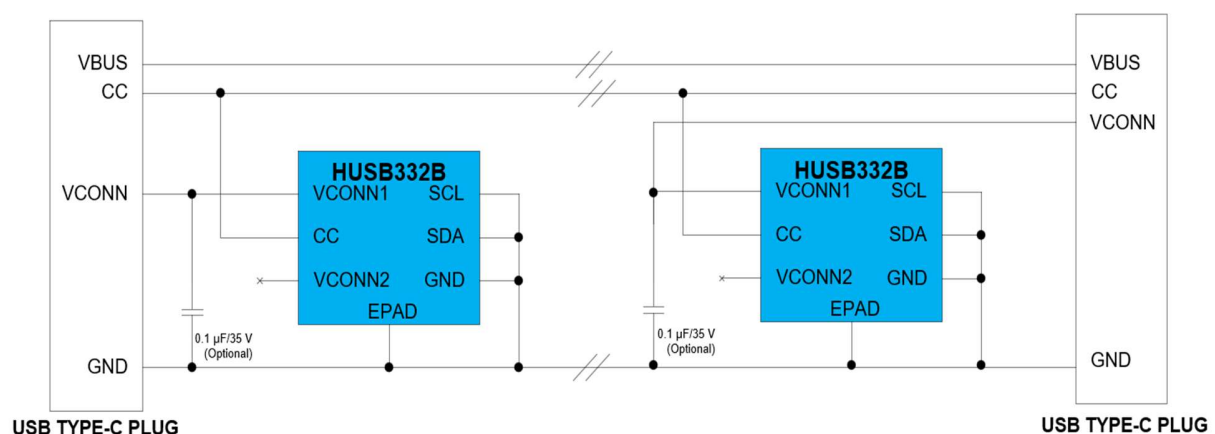 VBUS
CC
VCONN
GND
USB TYPE-C PLUG
HUSB332B
VCONN1 SCL
CC SDA
VCONN2 GND
EPAD
0.1 µF/35 V
(Optional)
HUSB332B
VCONN1 SCL
CC SDA
VCONN2 GND
EPAD
0.1 µF/35 V
(Optional)
VBUS
CC
VCONN
GND
USB TYPE-C PLUG